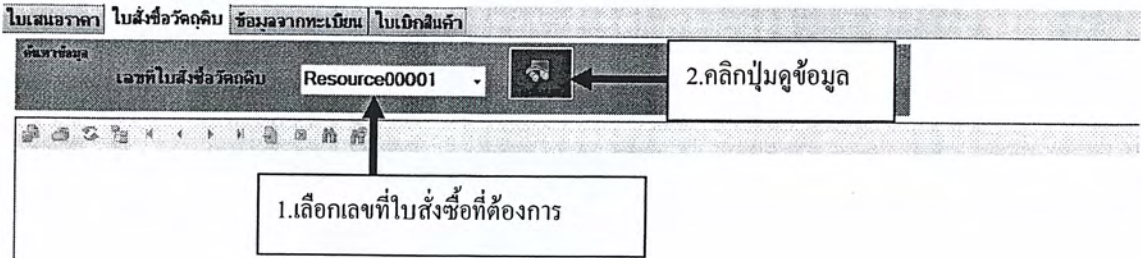 ใบเสนอราคา ใบสั่งซื้อวัตถุดิบ ข้อมูลจากทะเบียน ใบเบิกสินค้า
ค้นหาข้อมูล
เลขที่ใบสั่งซื้อวัตถุดิบ Resource00001 2.คลิกปุ่มดูข้อมูล
1.เลือกเลขที่ใบสั่งซื้อที่ต้องการ